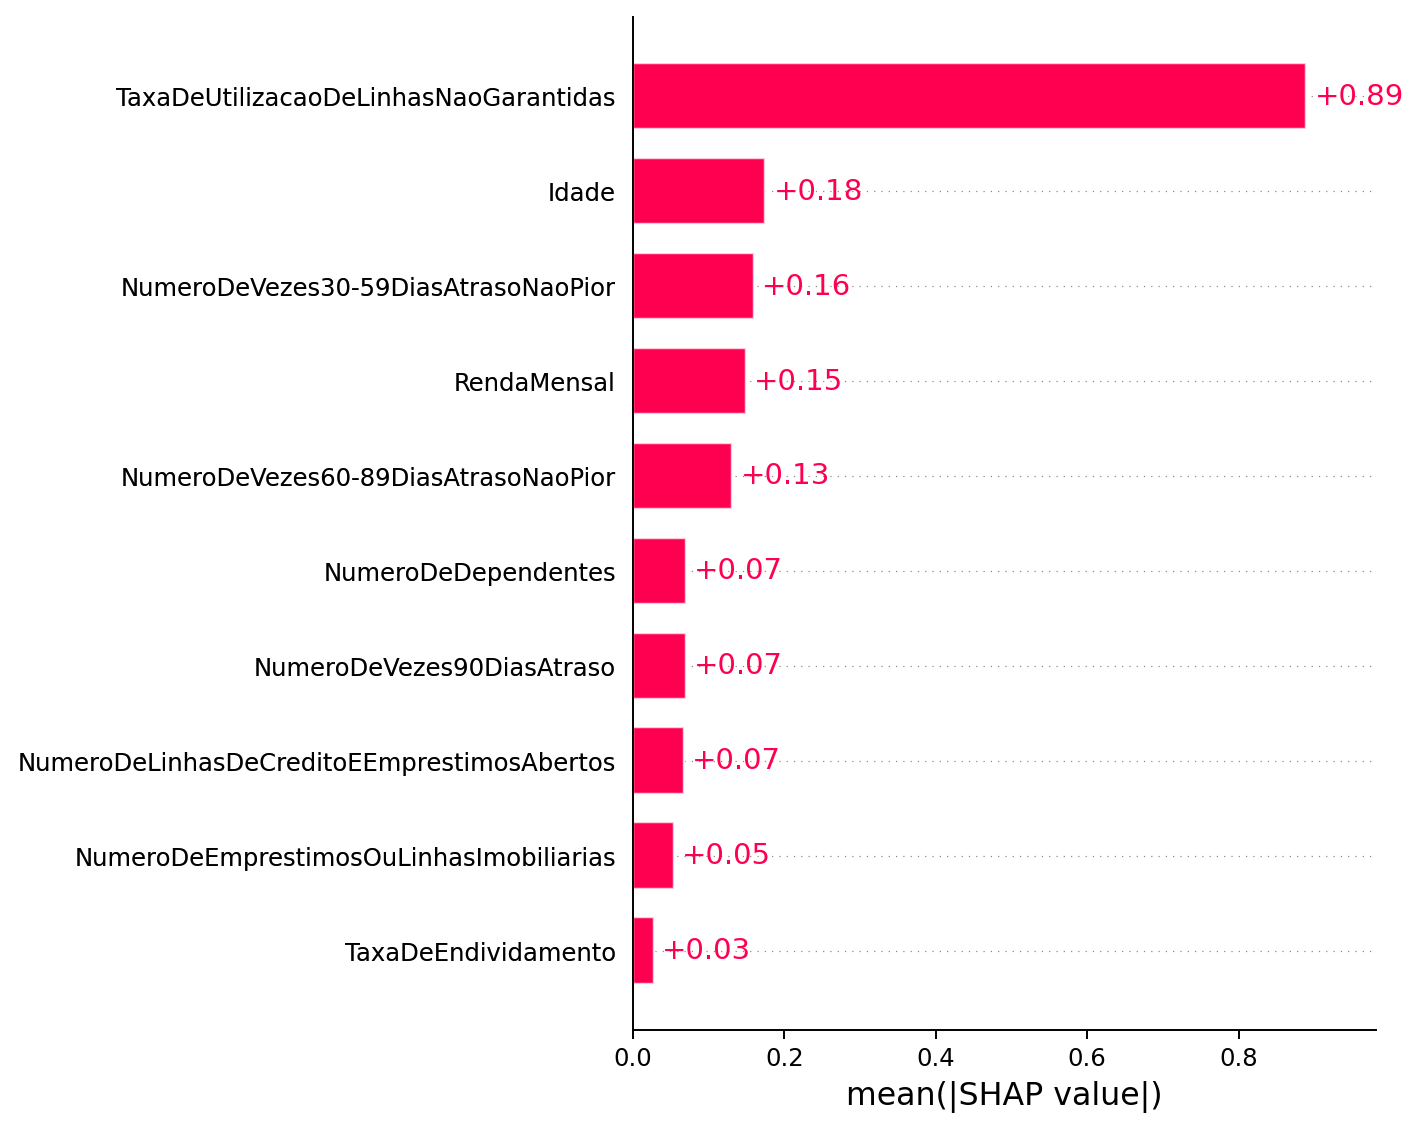 TaxaDeUtilizacaoDeLinhasNaoGarantidas +0.89
Idade +0.18
NumeroDeVezes30-59DiasAtrasoNaoPior +0.16
RendaMensal +0.15
NumeroDeVezes60-89DiasAtrasoNaoPior +0.13
NumeroDeDependentes +0.07
NumeroDeVezes90DiasAtraso +0.07
NumeroDeLinhasDeCreditoEEmprestimosAbertos +0.07
NumeroDeEmprestimosOuLinhasImobiliarias +0.05
TaxaDeEndividamento +0.03
0.0 0.2 0.4 0.6 0.8
mean(|SHAP value|)